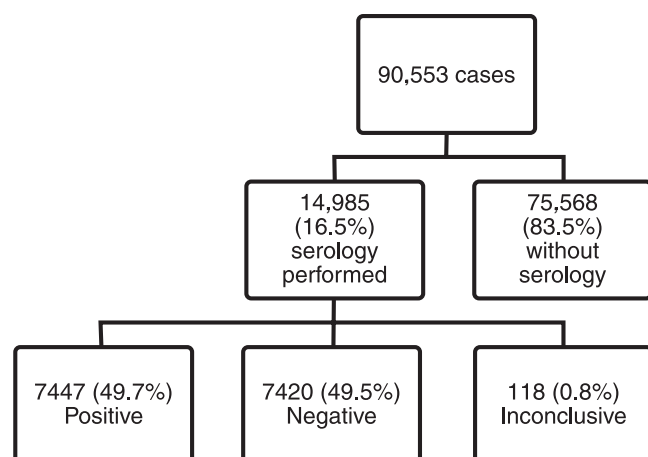 90,553 cases
14,985
(16.5%)
serology
performed
75,568
(83.5%)
without
serology
7447 (49.7%)
Positive
7420 (49.5%)
Negative
118 (0.8%)
Inconclusive